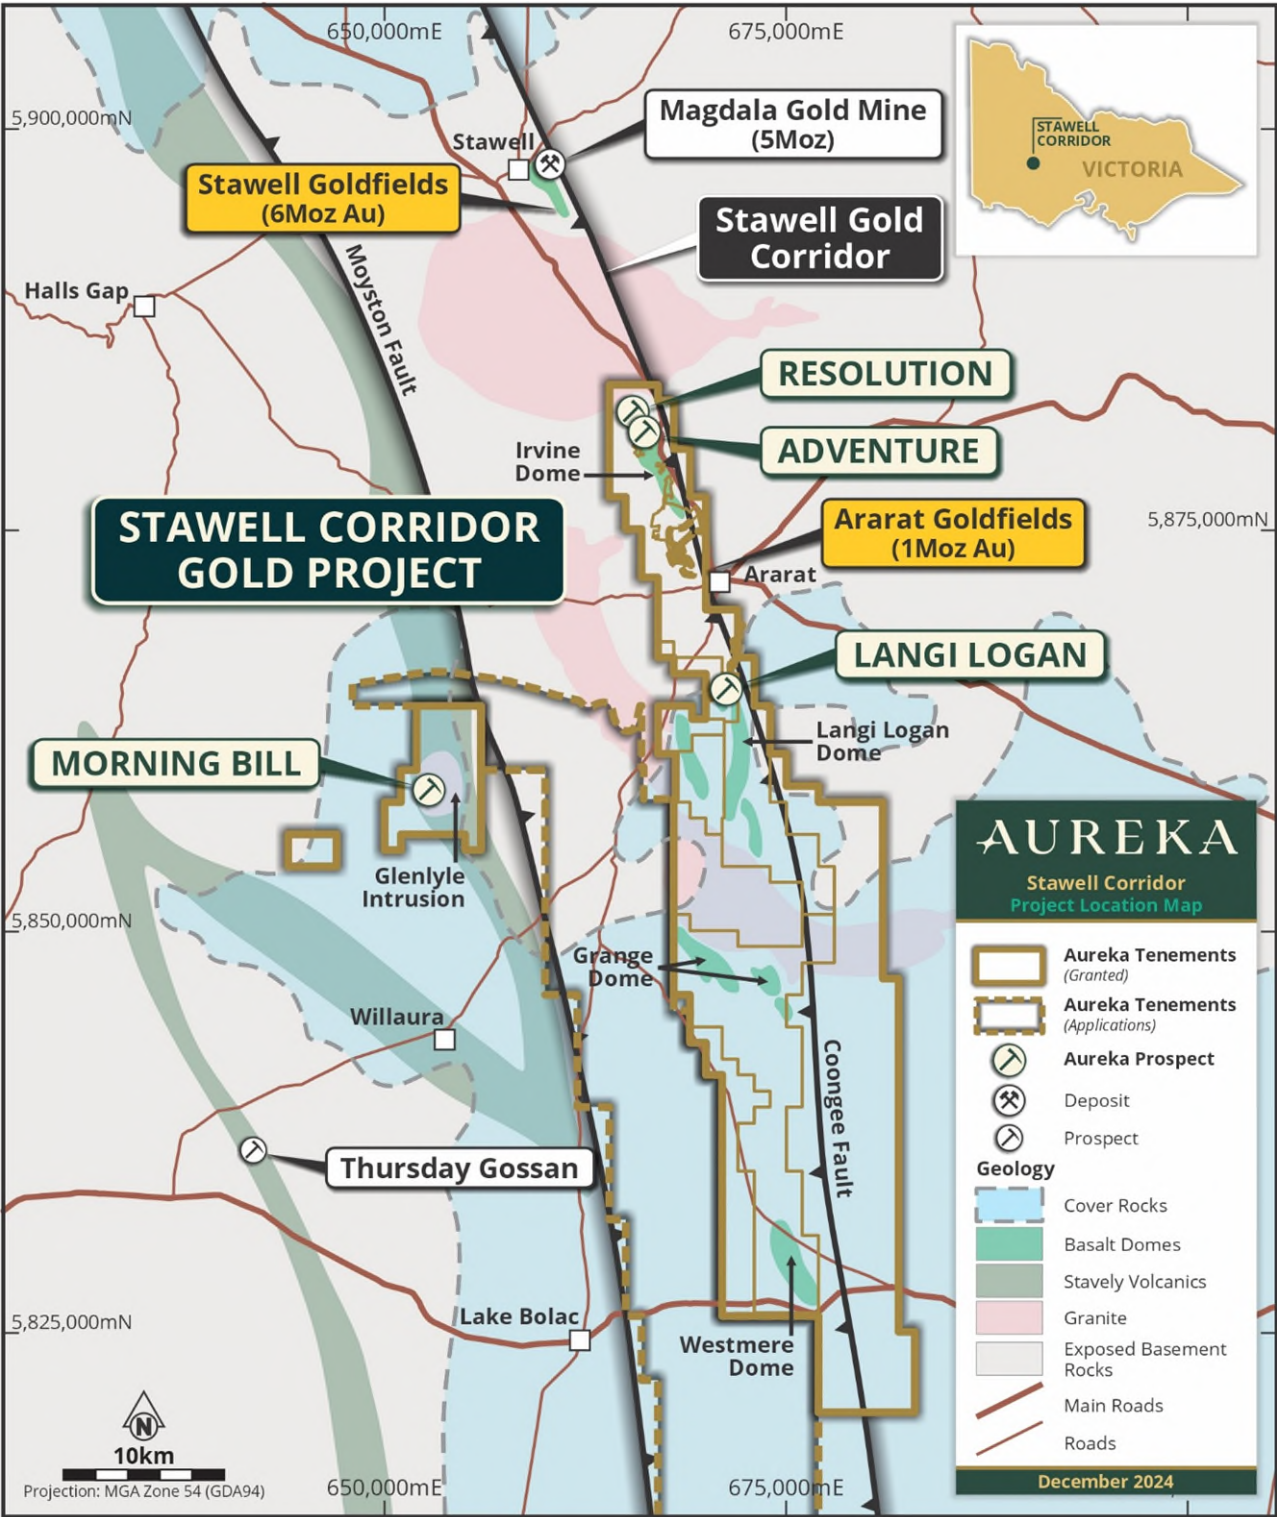 650,000mE
675,000mE
5,900,000mN
Stawell
Magdala Gold Mine
(5Moz)
STAWELL
CORRIDOR
VICTORIA
Stawell Goldfields
(6Moz Au)
Stawell Gold
Corridor
Halls Gap
Moyston Fault
RESOLUTION
ADVENTURE
Irvine
Dome
STAWELL CORRIDOR
GOLD PROJECT
Ararat Goldfields
(1Moz Au)
5,875,000mN
Ararat
LANGI LOGAN
Langi Logan
Dome
MORNING BILL
Glenlyle
Intrusion
5,850,000mN
Grange
Dome
Willaura
Coongee Fault
Thursday Gossan
5,825,000mN
Lake Bolac
Westmere
Dome
N
10km
Projection: MGA Zone 54 (GDA94)
650,000mE
675,000mE
AUREKA
Stawell Corridor
Project Location Map
Aureka Tenements
(Granted)
Aureka Tenements
(Applications)
Aureka Prospect
Deposit
Prospect
Geology
Cover Rocks
Basalt Domes
Stavely Volcanics
Granite
Exposed Basement
Rocks
Main Roads
Roads
December 2024